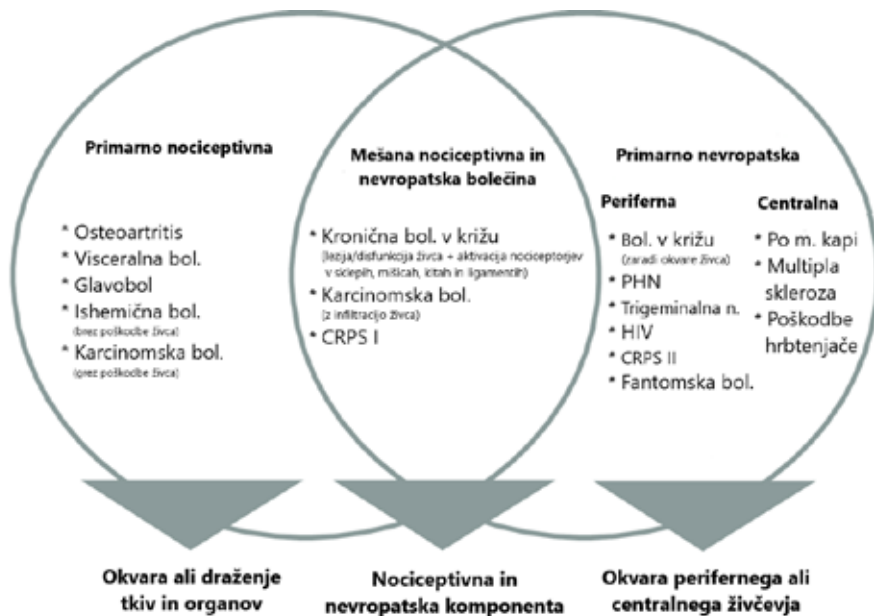 Primarno nociceptivna
* Osteoartritis
* Visceralna bol.
* Glavobol
* Ishemična bol.
(brez poškodbe živca)
* Karcinomska bol.
(brez poškodbe živca)
Mešana nociceptivna in
nevropatska bolečina
* Kronična bol. v križu
(lezija/disfunkcija živca + aktivacija nociceptorjev
v sklepih, mišicah, kitah in ligamentih)
* Karcinomska bol.
(z infiltracijo živca)
* CRPS I
Primarno nevropatska
Periferna
* Bol. v križu
(zaradi okvare živca)
* PHN
* Trigeminalna n.
* HIV
* CRPS II
* Fantomska bol.
Centralna
* Po m. kapi
* Multipla
skleroza
* Poškodbe
hrbtenjače
Okvara ali draženje
tkiv in organov
Nociceptivna in
nevropatska komponenta
Okvara perifernega ali
centralnega živčevja